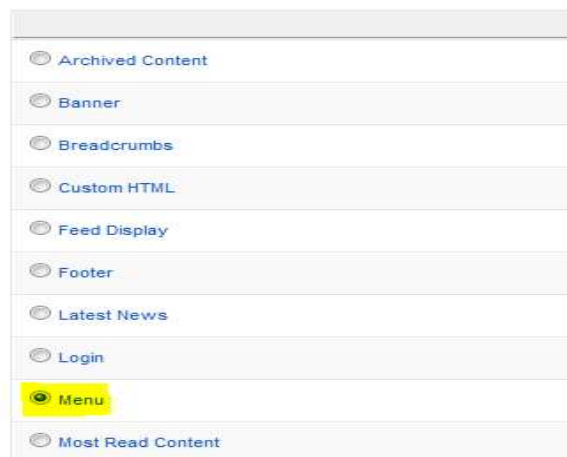 Archived Content
Banner
Breadcrumbs
Custom HTML
Feed Display
Footer
Latest News
Login
Menu
Most Read Content